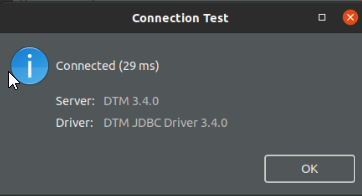 Connection Test
Connected (29 ms)
Server: DTM 3.4.0
Driver: DTM JDBC Driver 3.4.0
OK